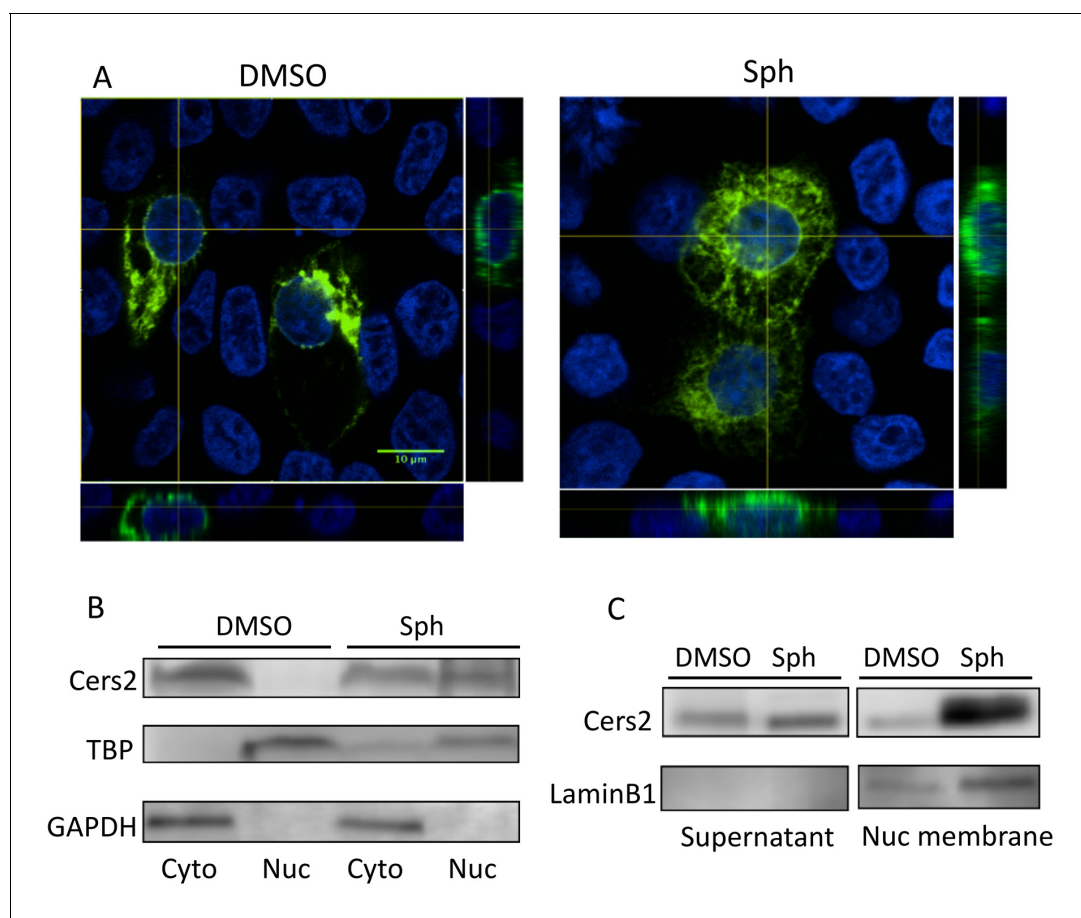 A
DMSO
Sph
10 µm
B
DMSO
Sph
Cers2
TBP
GAPDH
Cyto
Nuc
Cyto
Nuc
C
DMSO
Sph
DMSO
Sph
Cers2
LaminB1
Supernatant
Nuc membrane